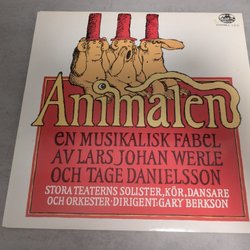 Animalen
EN MUSIKALISK FABEL
AV LARS JOHAN WERLE
OCH TAGE DANIELSSON
STORA TEATERNS SOLISTER, KÖR, DANSARE
OCH ORKESTER · DIRIGENT: GARY BERKSON